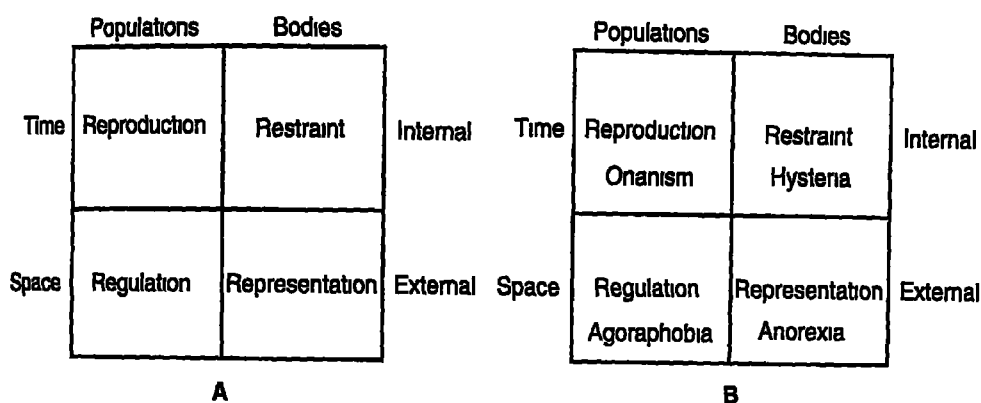 Populations Bodies
Time Reproduction Restraint Internal
Space Regulation Representation External
A
Populations Bodies
Time Reproduction Restraint Internal
Onanism Hysteria
Space Regulation Representation External
Agoraphobia Anorexia
B